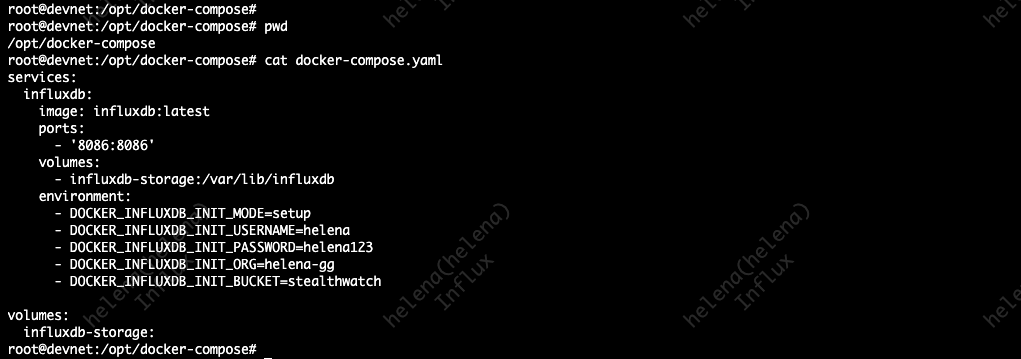 root@devnet:/opt/docker-compose#
root@devnet:/opt/docker-compose# pwd
/opt/docker-compose
root@devnet:/opt/docker-compose# cat docker-compose.yaml
services:
  influxdb:
    image: influxdb:latest
    ports:
      - '8086:8086'
    volumes:
      - influxdb-storage:/var/lib/influxdb
    environment:
      - DOCKER_INFLUXDB_INIT_MODE=setup
      - DOCKER_INFLUXDB_INIT_USERNAME=helena
      - DOCKER_INFLUXDB_INIT_PASSWORD=helena123
      - DOCKER_INFLUXDB_INIT_ORG=helena-gg
      - DOCKER_INFLUXDB_INIT_BUCKET=stealthwatch

volumes:
  influxdb-storage:
root@devnet:/opt/docker-compose#
helena(helena)
Influx
helena(helena)
Influx
helena(helena)
Influx